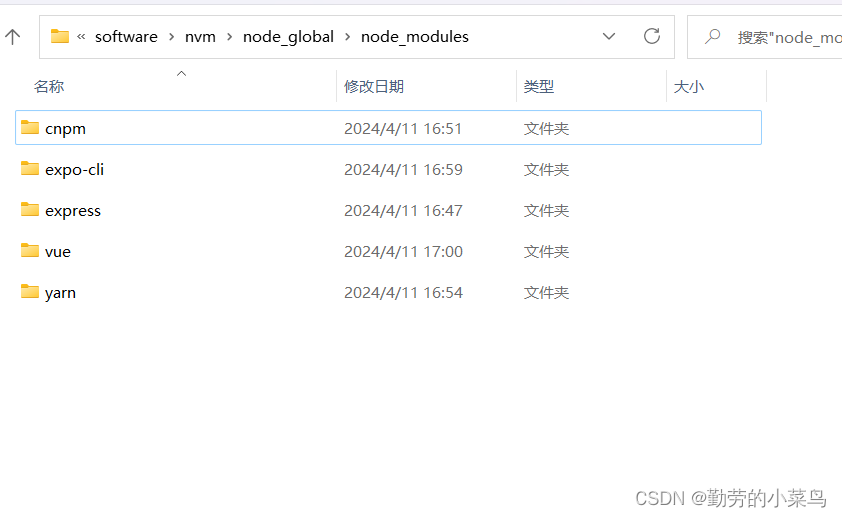 « software › nvm › node_global › node_modules
搜索"node_mo
名称 修改日期 类型 大小
cnpm 2024/4/11 16:51 文件夹
expo-cli 2024/4/11 16:59 文件夹
express 2024/4/11 16:47 文件夹
vue 2024/4/11 17:00 文件夹
yarn 2024/4/11 16:54 文件夹
CSDN @勤劳的小菜鸟